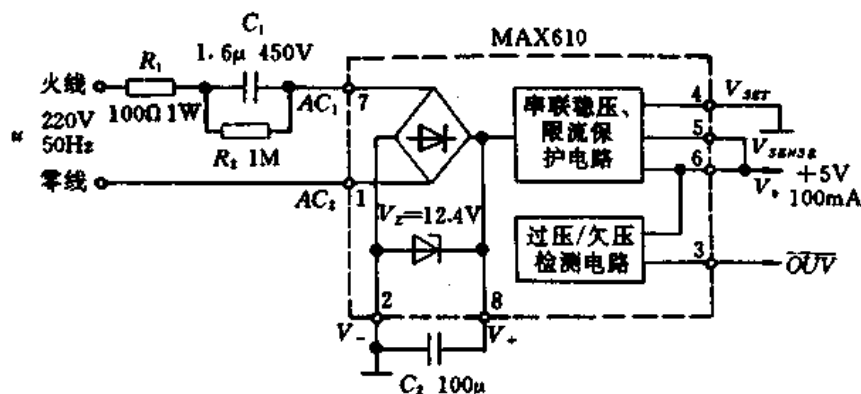 C₁
1.6μ 450V
MAX610
火线
R₁
100Ω 1W
AC₁
7
R₂ 1M
~ 220V
50Hz
零线
AC₂
1
V_Z=12.4V
串联稳压、
限流保
护电路
4
V_SET
5
V_SENSE
6
V₀
+5V
100mA
过压/欠压
检测电路
3
OUV
2
8
V₋
V₊
C₂ 100μ